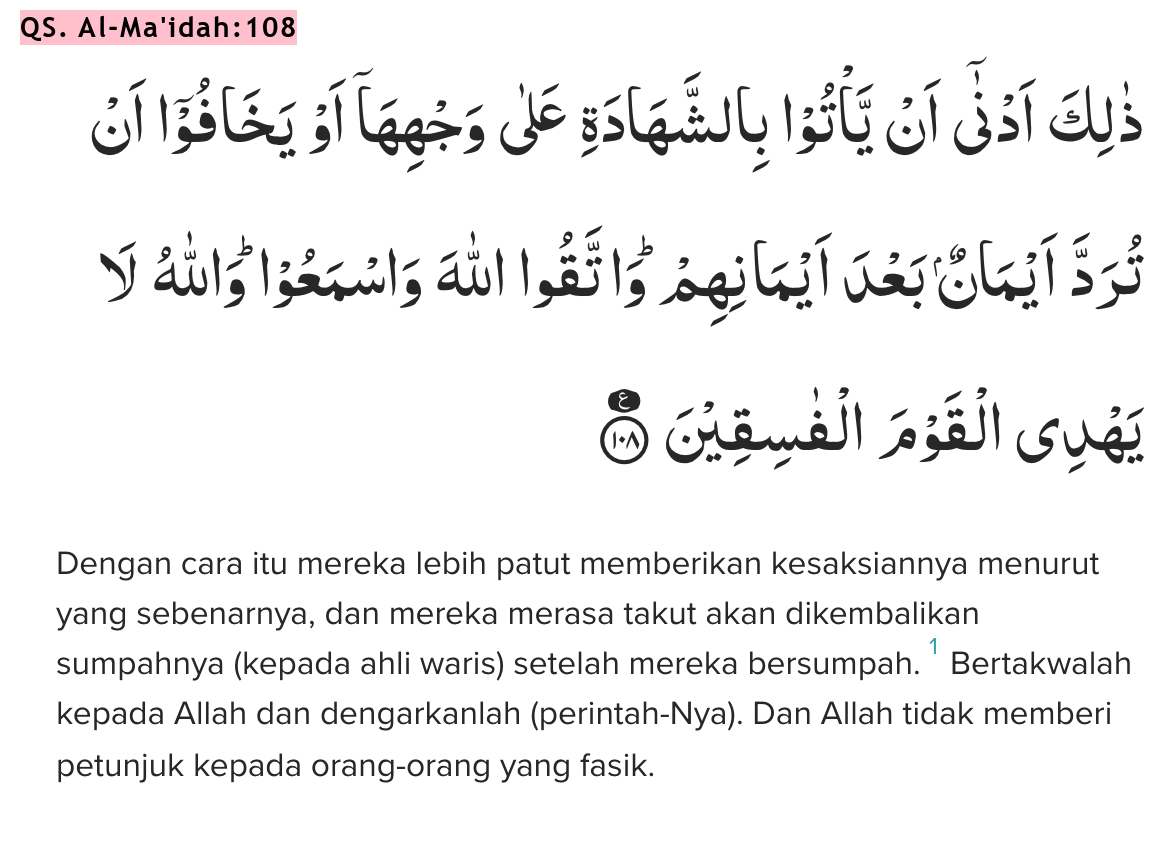 QS. Al-Ma'idah:108
ذٰلِكَ اَدْنٰٓى اَنْ يَّأْتُوْا بِالشَّهَادَةِ عَلٰى وَجْهِهَآ اَوْ يَخَافُوْٓا اَنْ
تُرَدَّ اَيْمَانٌۢ بَعْدَ اَيْمَانِهِمْۗ وَاتَّقُوا اللّٰهَ وَاسْمَعُوْا ۗوَاللّٰهُ لَا
يَهْدِى الْقَوْمَ الْفٰسِقِيْنَ ࣖ ١٠٨
Dengan cara itu mereka lebih patut memberikan kesaksiannya menurut
yang sebenarnya, dan mereka merasa takut akan dikembalikan
sumpahnya (kepada ahli waris) setelah mereka bersumpah. 1 Bertakwalah
kepada Allah dan dengarkanlah (perintah-Nya). Dan Allah tidak memberi
petunjuk kepada orang-orang yang fasik.